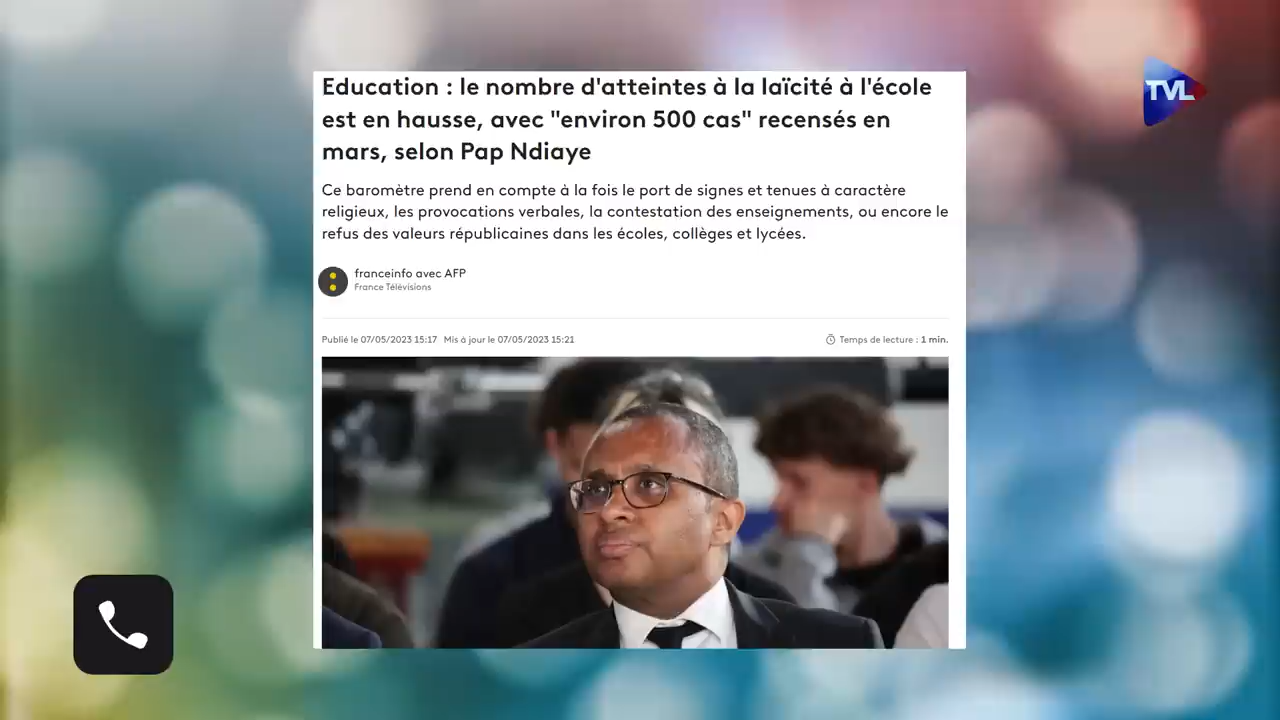 TVL
Education : le nombre d'atteintes à la laïcité à l'école
est en hausse, avec "environ 500 cas" recensés en
mars, selon Pap Ndiaye
Ce baromètre prend en compte à la fois le port de signes et tenues à caractère
religieux, les provocations verbales, la contestation des enseignements, ou encore le
refus des valeurs républicaines dans les écoles, collèges et lycées.
franceinfo avec AFP
France Télévisions
Publié le 07/05/2023 15:17 Mis à jour le 07/05/2023 15:21
Temps de lecture : 1 min.